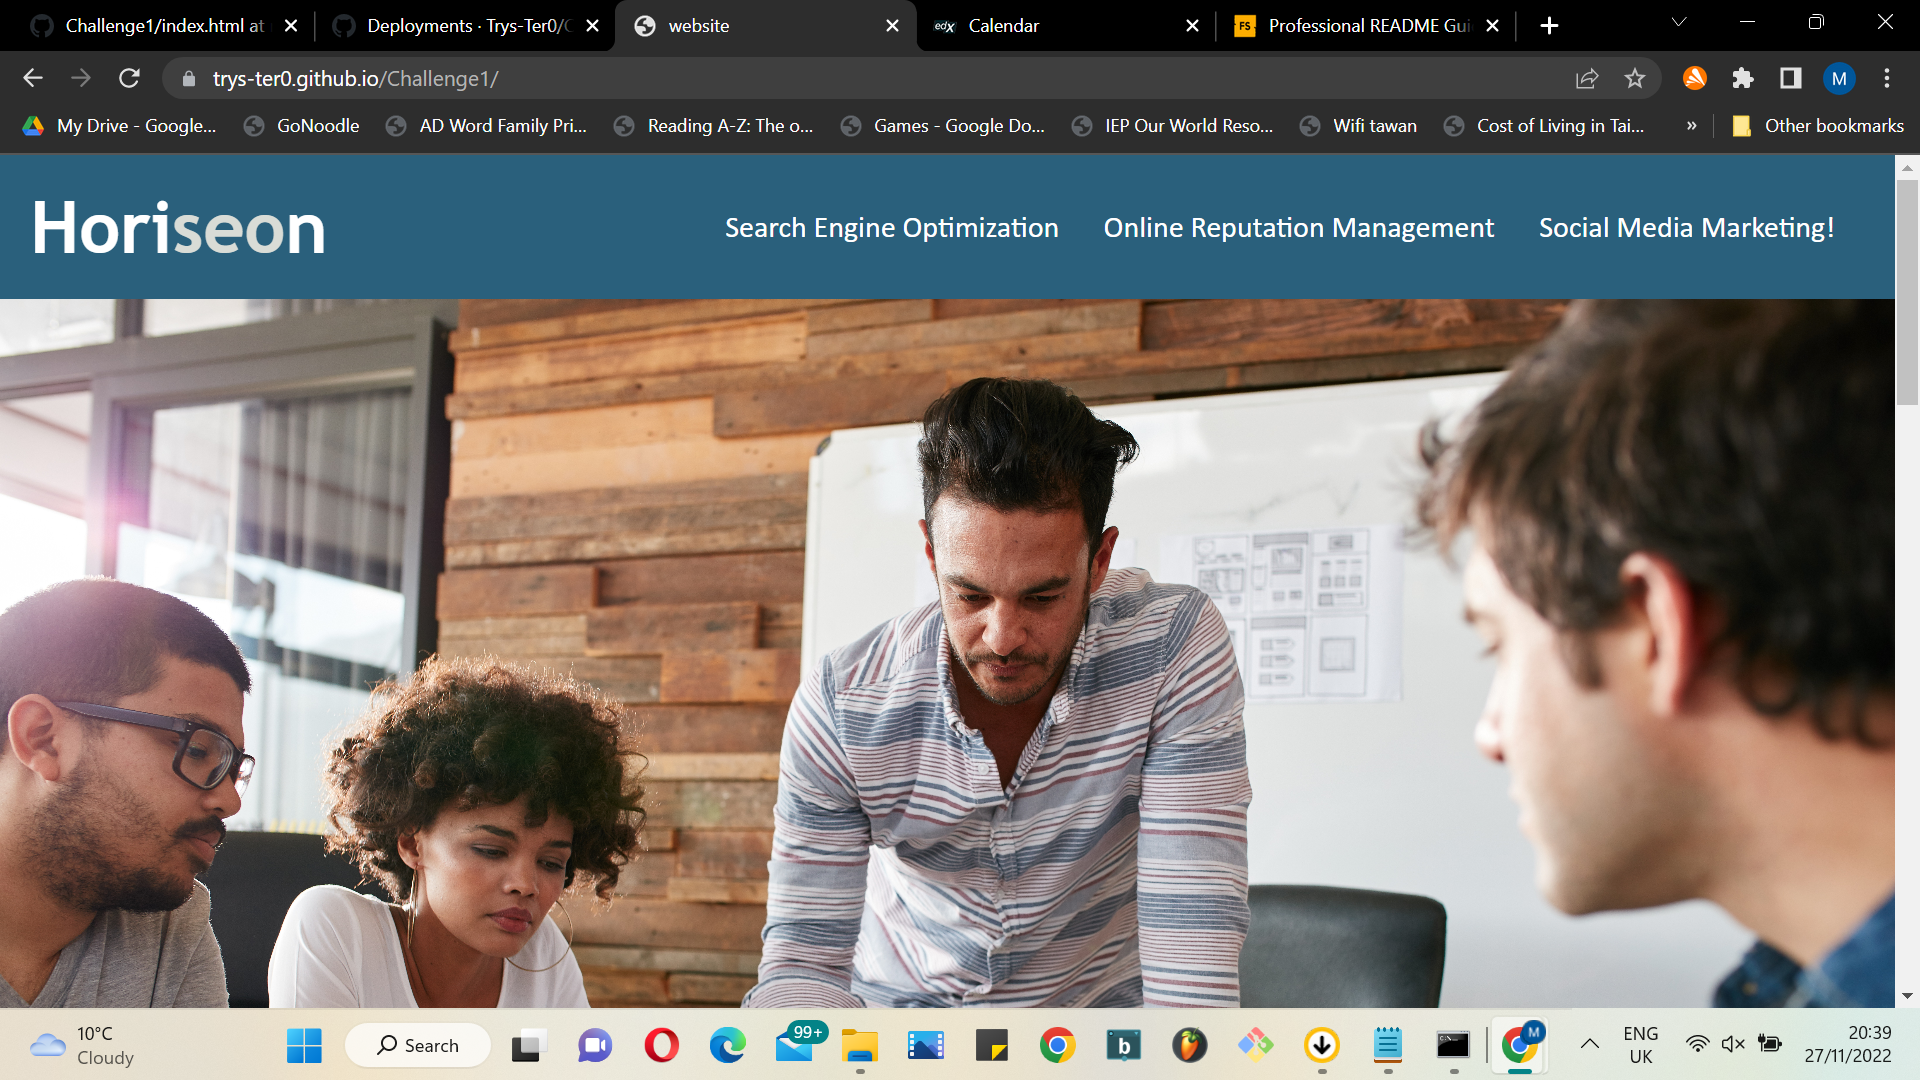 Challenge1/index.html at
Deployments · Trys-Ter0/C
website
Calendar
Professional README Gui
trys-ter0.github.io/Challenge1/
My Drive - Google...
GoNoodle
AD Word Family Pri...
Reading A-Z: The o...
Games - Google Do...
IEP Our World Reso...
Wifi tawan
Cost of Living in Tai...
Other bookmarks
Horiseon
Search Engine Optimization
Online Reputation Management
Social Media Marketing!
10°C
Cloudy
Search
99+
ENG
UK
20:39
27/11/2022